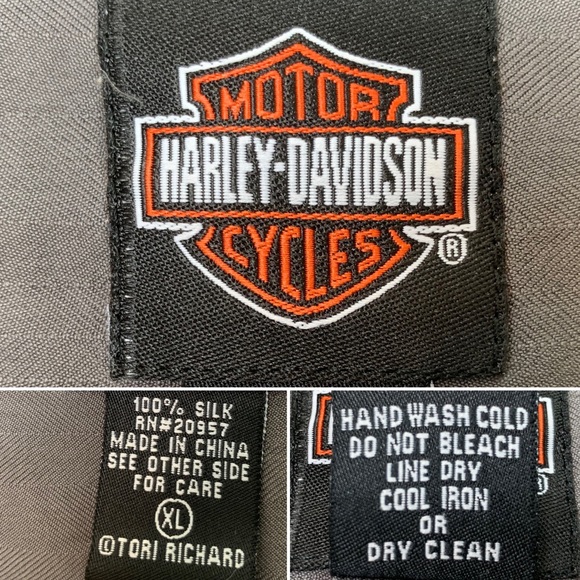 MOTOR
HARLEY-DAVIDSON
CYCLES
®
100% SILK
RN#20957
MADE IN CHINA
SEE OTHER SIDE
FOR CARE
XL
©TORI RICHARD
HAND WASH COLD
DO NOT BLEACH
LINE DRY
COOL IRON
OR
DRY CLEAN
®